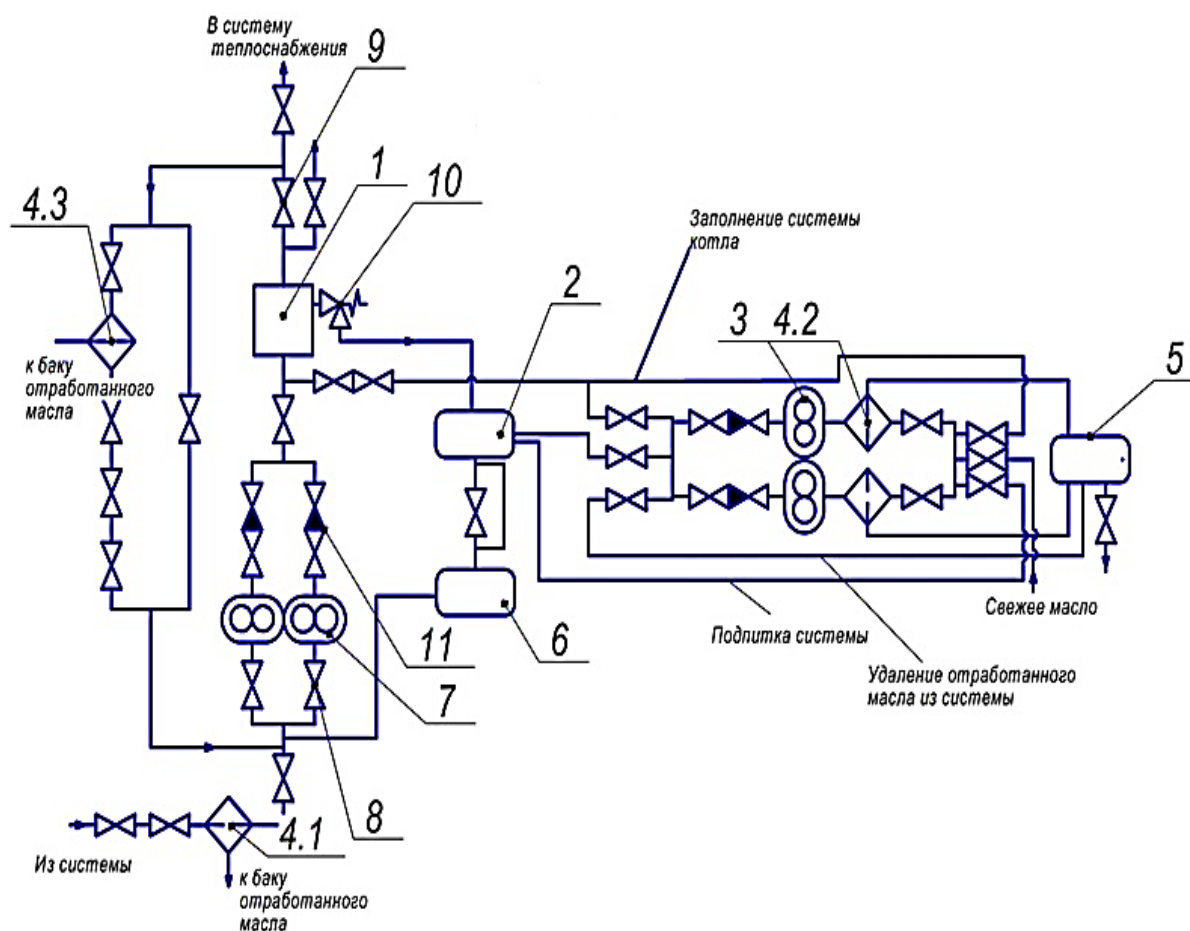 В систему
теплоснабжения
9
1
10
4.3
Заполнение системы
котла
2
3
4.2
5
к баку
отработанного
масла
6
Свежее масло
Подпитка системы
11
Удаление отработанного
масла из системы
7
8
4.1
Из системы
к баку
отработанного
масла